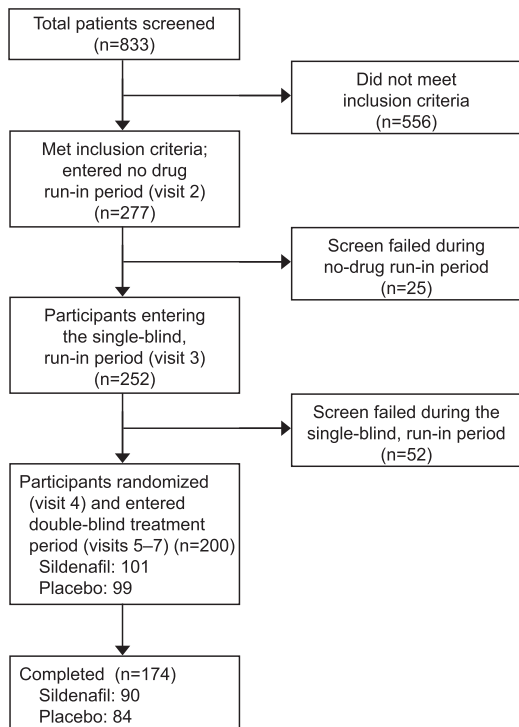 Total patients screened
(n=833)
Did not meet
inclusion criteria
(n=556)
Met inclusion criteria;
entered no drug
run-in period (visit 2)
(n=277)
Screen failed during
no-drug run-in period
(n=25)
Participants entering
the single-blind,
run-in period (visit 3)
(n=252)
Screen failed during the
single-blind, run-in period
(n=52)
Participants randomized
(visit 4) and entered
double-blind treatment
period (visits 5–7) (n=200)
Sildenafil: 101
Placebo: 99
Completed (n=174)
Sildenafil: 90
Placebo: 84